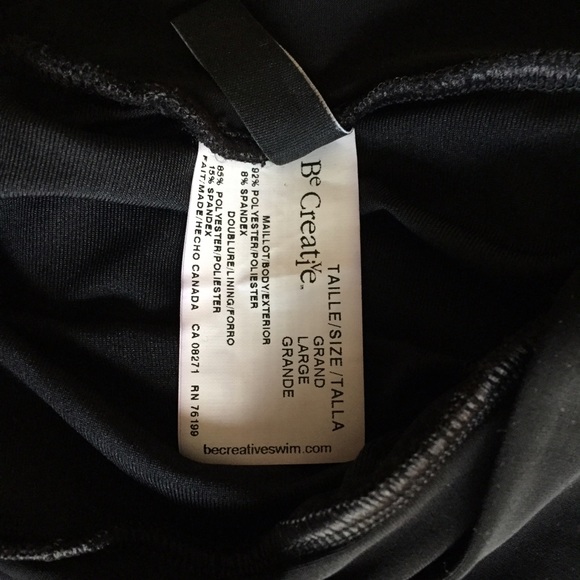 Be Creative™
TAILLE/SIZE/TALLA
GRAND
LARGE
GRANDE
MAILLOT/BODY/EXTERIOR
92% POLYESTER/POLIESTER
8% SPANDEX
DOUBLURE/LINING/FORRO
85% POLYESTER/POLIESTER
15% SPANDEX
FAIT/MADE/HECHO CANADA CA 08271 RN 76199
becreativeswim.com